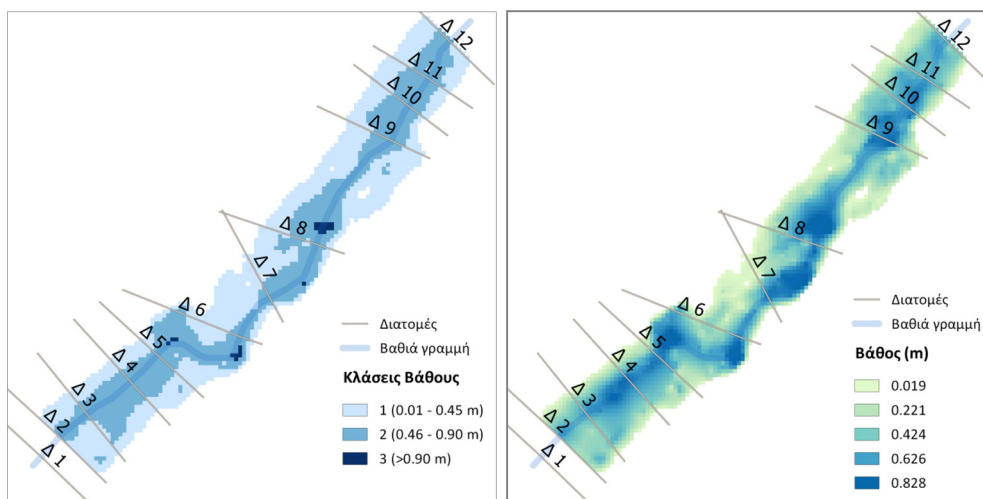 Δ 12
Δ 11
Δ 10
Δ 9
Δ 8
Δ 7
Δ 6
Δ 5
Δ 4
Δ 3
Δ 2
Δ 1
Διατομές
Βαθιά γραμμή
Κλάσεις Βάθους
1 (0.01 - 0.45 m)
2 (0.46 - 0.90 m)
3 (>0.90 m)
Δ 12
Δ 11
Δ 10
Δ 9
Δ 8
Δ 7
Δ 6
Δ 5
Δ 4
Δ 3
Δ 2
Δ 1
Διατομές
Βαθιά γραμμή
Βάθος (m)
0.019
0.221
0.424
0.626
0.828